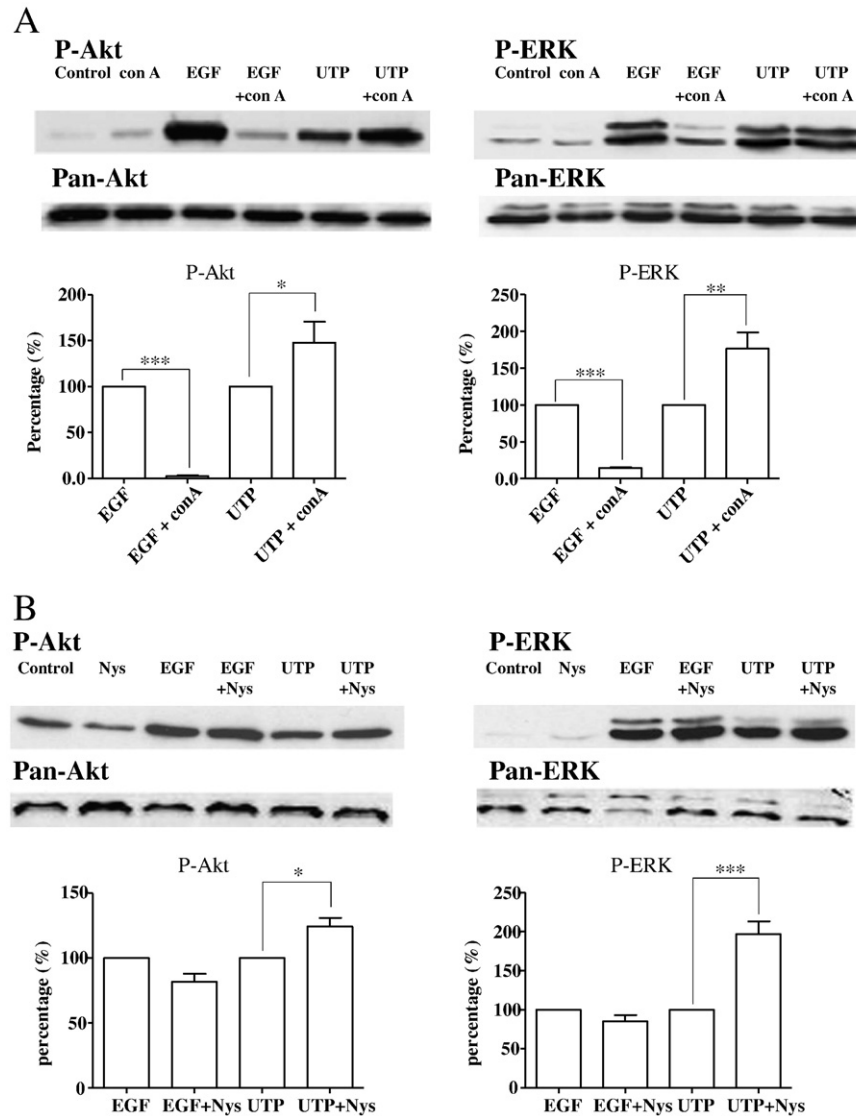 A
P-Akt
Control con A EGF EGF +con A UTP UTP +con A
Pan-Akt
P-ERK
Control con A EGF EGF +con A UTP UTP +con A
Pan-ERK
P-Akt
Percentage (%)
200
150
100
50
0.0
***
*
EGF
EGF + conA
UTP
UTP + conA
P-ERK
Percentage (%)
250
200
150
100
50
0.0
***
**
EGF
EGF + conA
UTP
UTP + conA
B
P-Akt
Control Nys EGF EGF +Nys UTP UTP +Nys
Pan-Akt
P-ERK
Control Nys EGF EGF +Nys UTP UTP +Nys
Pan-ERK
P-Akt
percentage (%)
150
100
50
0
*
EGF EGF+Nys UTP UTP+Nys
P-ERK
percentage (%)
250
200
150
100
50
0
***
EGF EGF+Nys UTP UTP+Nys